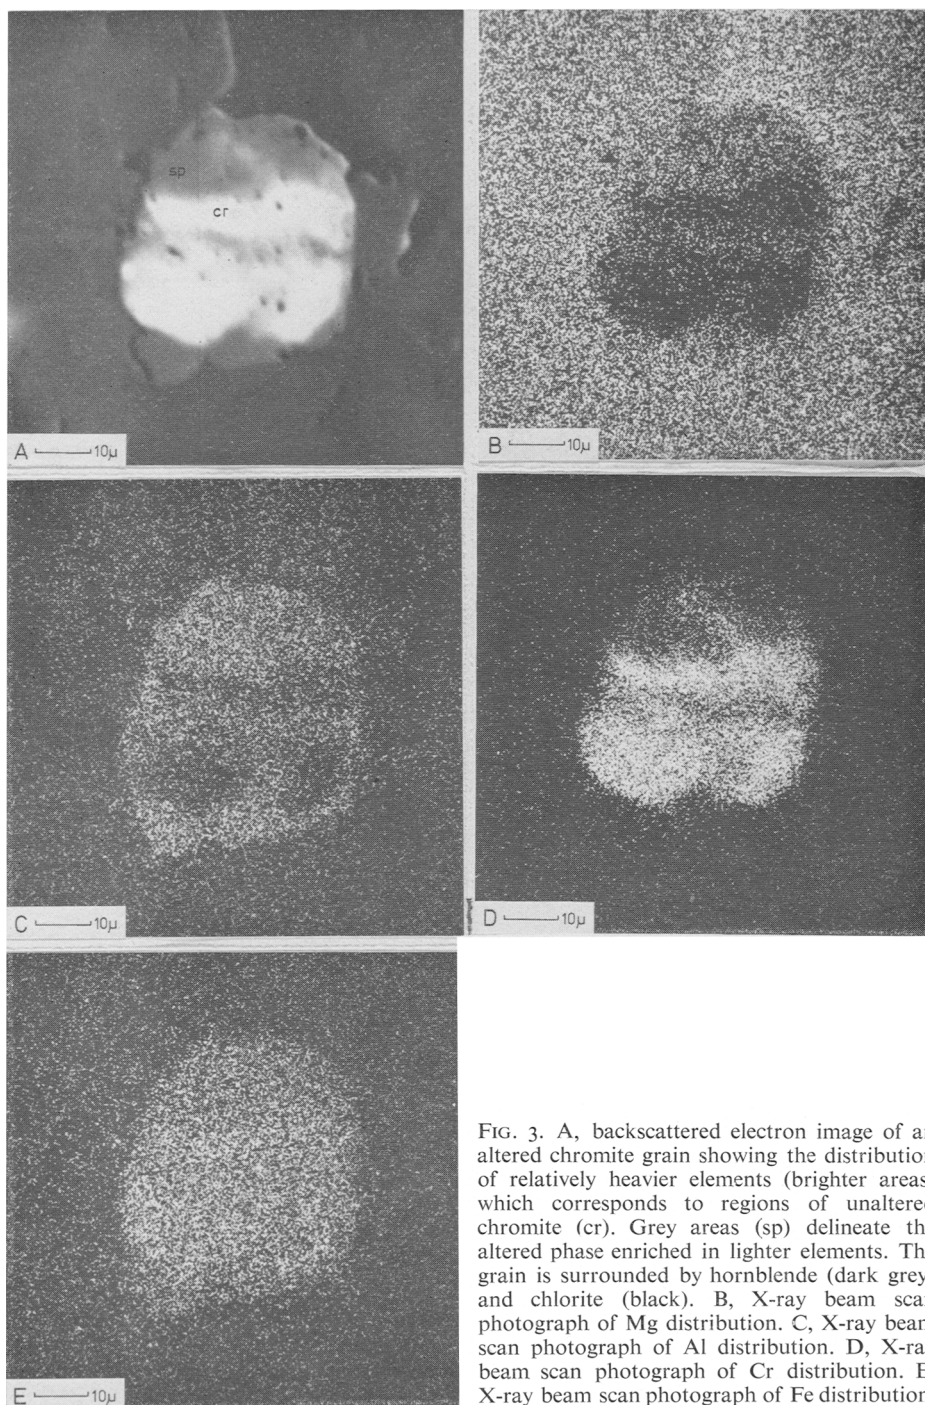 sp
cr
A 10μ
B 10μ
C 10μ
D 10μ
E 10μ
FIG. 3. A, backscattered electron image of a
altered chromite grain showing the distributio
of relatively heavier elements (brighter areas
which corresponds to regions of unaltere
chromite (cr). Grey areas (sp) delineate th
altered phase enriched in lighter elements. Th
grain is surrounded by hornblende (dark grey
and chlorite (black). B, X-ray beam sca
photograph of Mg distribution. C, X-ray bean
scan photograph of Al distribution. D, X-ra
beam scan photograph of Cr distribution. E
X-ray beam scan photograph of Fe distribution